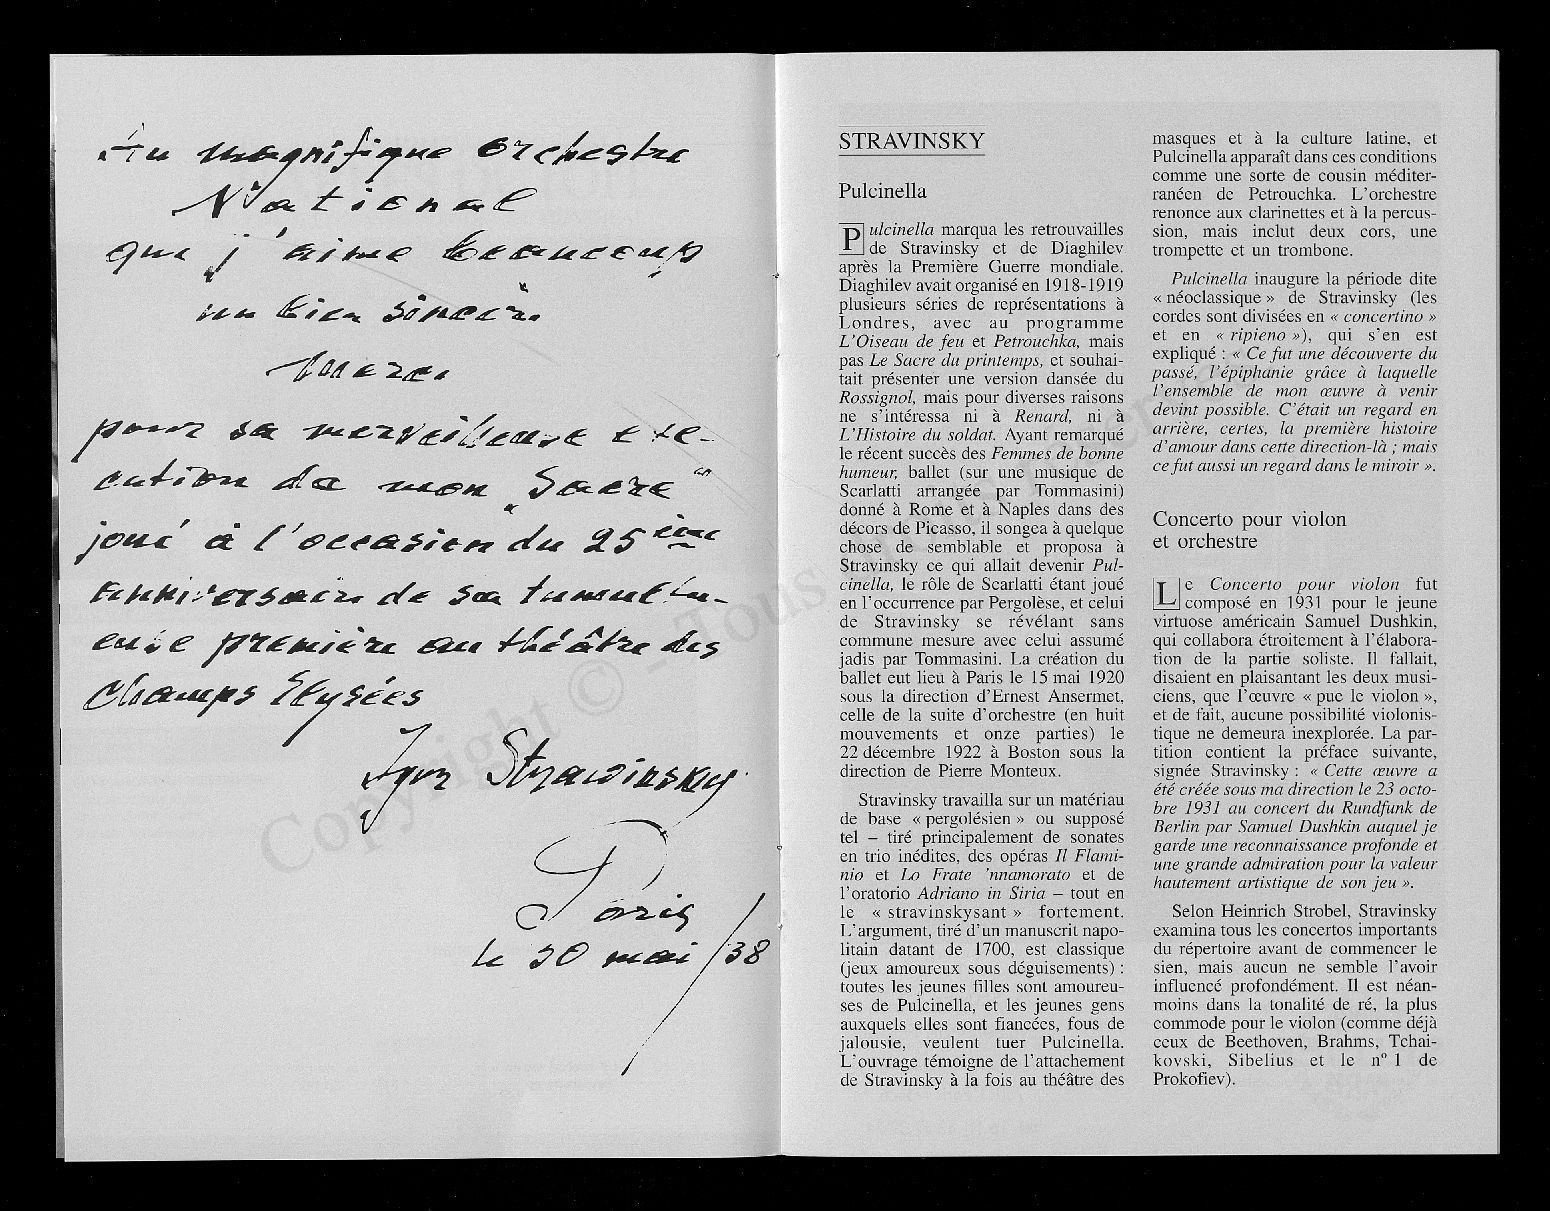 Au magnifique orchestre
National
que j'aime beaucoup
un bien sincère
merci
pour sa merveilleuse exé-
cution de mon „Sacre"
joué à l'occasion du 25 ième
anniversaire de sa tumultu-
euse première au théâtre des
Champs Elysées
Igor Strawinsky
Paris
le 30 mai /38
STRAVINSKY
Pulcinella
Pulcinella marqua les retrouvailles
de Stravinsky et de Diaghilev
après la Première Guerre mondiale.
Diaghilev avait organisé en 1918-1919
plusieurs séries de représentations à
Londres, avec au programme
L'Oiseau de feu et Petrouchka, mais
pas Le Sacre du printemps, et souhai-
tait présenter une version dansée du
Rossignol, mais pour diverses raisons
ne s'intéressa ni à Renard, ni à
L'Histoire du soldat. Ayant remarqué
le récent succès des Femmes de bonne
humeur, ballet (sur une musique de
Scarlatti arrangée par Tommasini)
donné à Rome et à Naples dans des
décors de Picasso, il songea à quelque
chose de semblable et proposa à
Stravinsky ce qui allait devenir Pul-
cinella, le rôle de Scarlatti étant joué
en l'occurrence par Pergolèse, et celui
de Stravinsky se révélant sans
commune mesure avec celui assumé
jadis par Tommasini. La création du
ballet eut lieu à Paris le 15 mai 1920
sous la direction d'Ernest Ansermet,
celle de la suite d'orchestre (en huit
mouvements et onze parties) le
22 décembre 1922 à Boston sous la
direction de Pierre Monteux.
Stravinsky travailla sur un matériau
de base « pergolésien » ou supposé
tel – tiré principalement de sonates
en trio inédites, des opéras Il Flami-
nio et Lo Frate 'nnamorato et de
l'oratorio Adriano in Siria – tout en
le « stravinskysant » fortement.
L'argument, tiré d'un manuscrit napo-
litain datant de 1700, est classique
(jeux amoureux sous déguisements) :
toutes les jeunes filles sont amoureu-
ses de Pulcinella, et les jeunes gens
auxquels elles sont fiancées, fous de
jalousie, veulent tuer Pulcinella.
L'ouvrage témoigne de l'attachement
de Stravinsky à la fois au théâtre des
masques et à la culture latine, et
Pulcinella apparaît dans ces conditions
comme une sorte de cousin méditer-
ranéen de Petrouchka. L'orchestre
renonce aux clarinettes et à la percus-
sion, mais inclut deux cors, une
trompette et un trombone.
Pulcinella inaugure la période dite
« néoclassique » de Stravinsky (les
cordes sont divisées en « concertino »
et en « ripieno »), qui s'en est
expliqué : « Ce fut une découverte du
passé, l'épiphanie grâce à laquelle
l'ensemble de mon œuvre à venir
devint possible. C'était un regard en
arrière, certes, la première histoire
d'amour dans cette direction-là ; mais
ce fut aussi un regard dans le miroir ».
Concerto pour violon
et orchestre
Le Concerto pour violon fut
composé en 1931 pour le jeune
virtuose américain Samuel Dushkin,
qui collabora étroitement à l'élabora-
tion de la partie soliste. Il fallait,
disaient en plaisantant les deux musi-
ciens, que l'œuvre « pue le violon »,
et de fait, aucune possibilité violonis-
tique ne demeura inexplorée. La par-
tition contient la préface suivante,
signée Stravinsky : « Cette œuvre a
été créée sous ma direction le 23 octo-
bre 1931 au concert du Rundfunk de
Berlin par Samuel Dushkin auquel je
garde une reconnaissance profonde et
une grande admiration pour la valeur
hautement artistique de son jeu ».
Selon Heinrich Strobel, Stravinsky
examina tous les concertos importants
du répertoire avant de commencer le
sien, mais aucun ne semble l'avoir
influencé profondément. Il est néan-
moins dans la tonalité de ré, la plus
commode pour le violon (comme déjà
ceux de Beethoven, Brahms, Tchai-
kovski, Sibelius et le n° 1 de
Prokofiev).
Copyright © - Tous